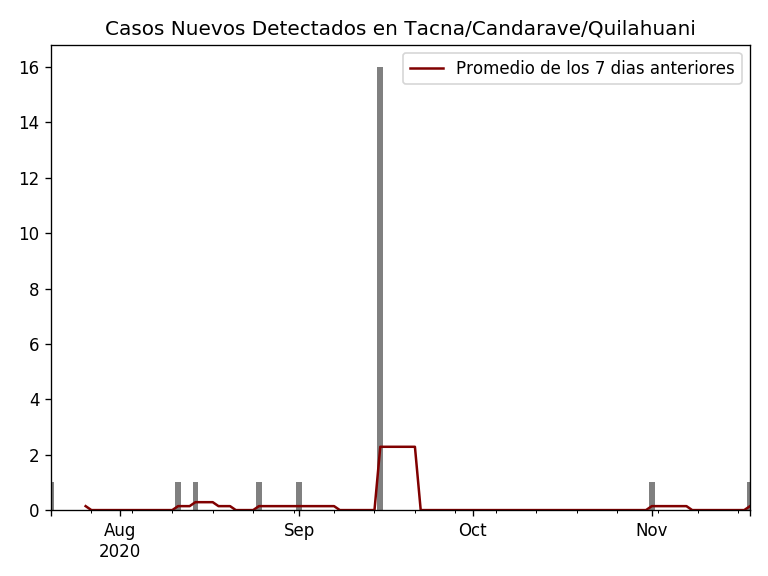 Casos Nuevos Detectados en Tacna/Candarave/Quilahuani
Promedio de los 7 dias anteriores
16
14
12
10
8
6
4
2
0
Aug
2020
Sep
Oct
Nov